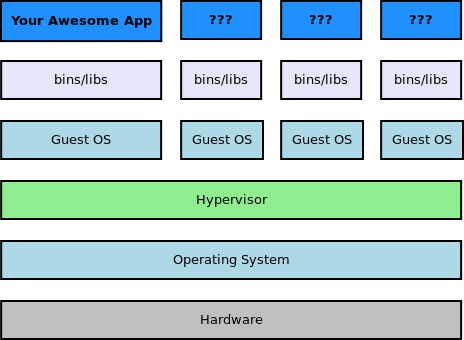 Your Awesome App ??? ??? ???
bins/libs bins/libs bins/libs bins/libs
Guest OS Guest OS Guest OS Guest OS
Hypervisor
Operating System
Hardware